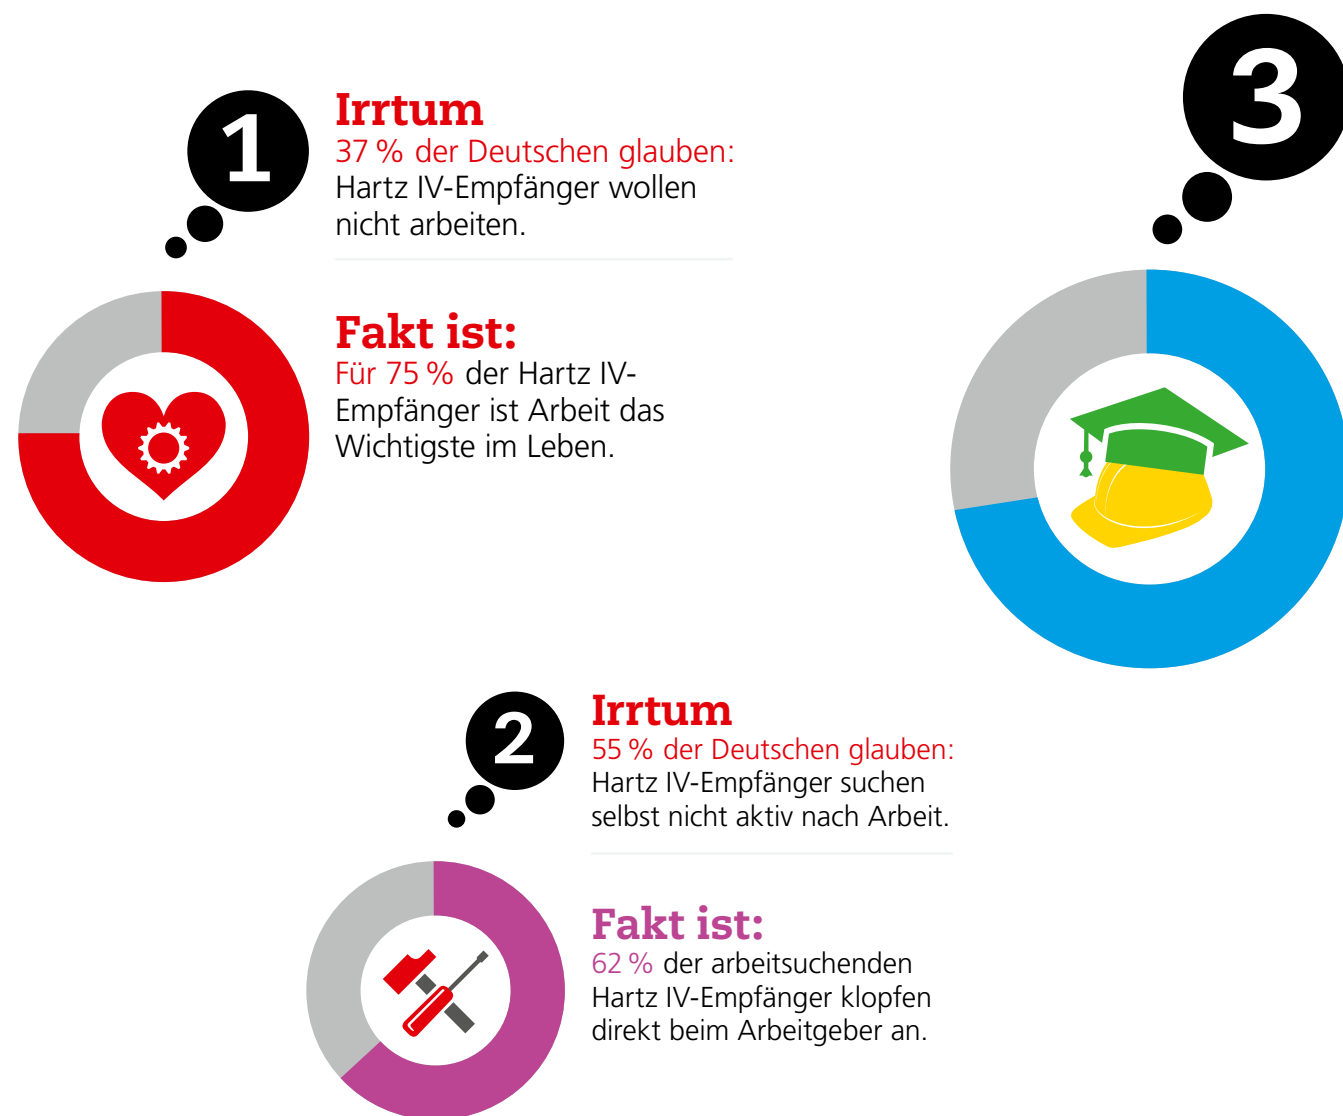 1
Irrtum
37 % der Deutschen glauben:
Hartz IV-Empfänger wollen
nicht arbeiten.
Fakt ist:
Für 75 % der Hartz IV-
Empfänger ist Arbeit das
Wichtigste im Leben.
3
2
Irrtum
55 % der Deutschen glauben:
Hartz IV-Empfänger suchen
selbst nicht aktiv nach Arbeit.
Fakt ist:
62 % der arbeitsuchenden
Hartz IV-Empfänger klopfen
direkt beim Arbeitgeber an.